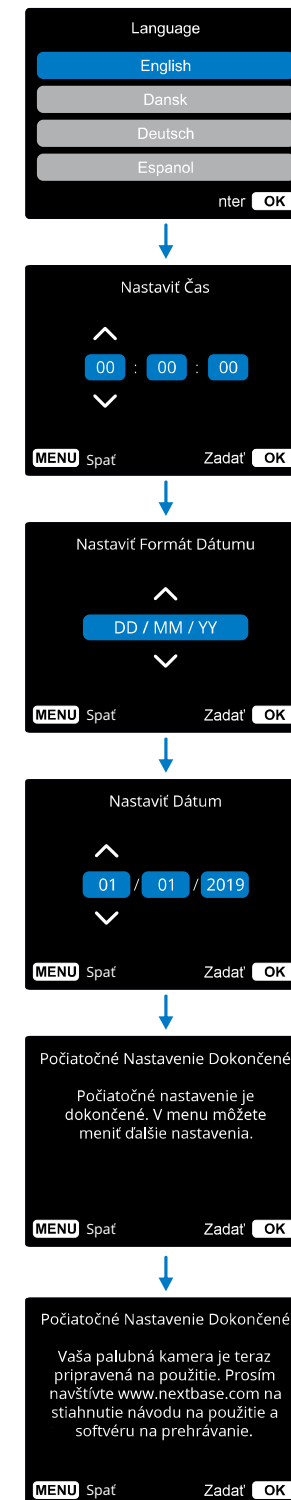 Language
English
Dansk
Deutsch
Espanol
nter OK
Nastaviť Čas
00 : 00 : 00
MENU Spať Zadať OK
Nastaviť Formát Dátumu
DD / MM / YY
MENU Spať Zadať OK
Nastaviť Dátum
01 / 01 / 2019
MENU Spať Zadať OK
Počiatočné Nastavenie Dokončené
Počiatočné nastavenie je
dokončené. V menu môžete
meniť ďalšie nastavenia.
MENU Spať Zadať OK
Počiatočné Nastavenie Dokončené
Vaša palubná kamera je teraz
pripravená na použitie. Prosím
navštívte www.nextbase.com na
stiahnutie návodu na použitie a
softvéru na prehrávanie.
MENU Spať Zadať OK